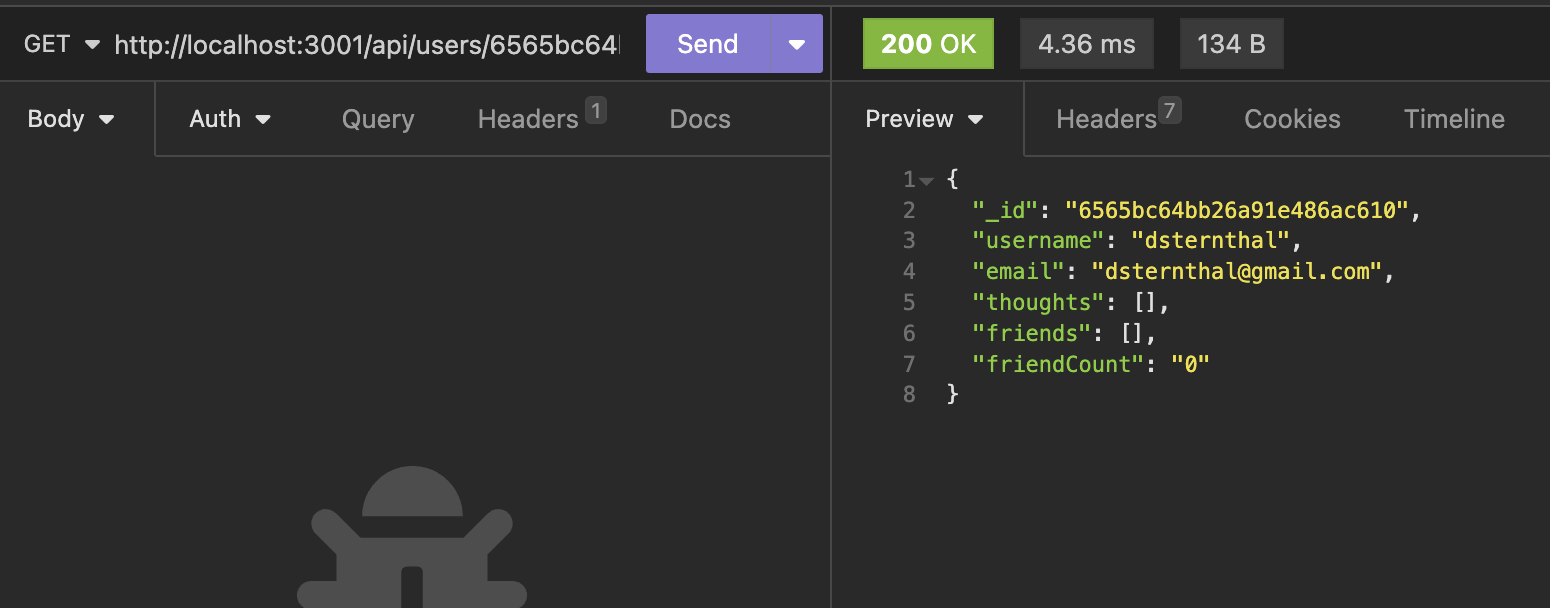 GET http://localhost:3001/api/users/6565bc64 Send 200 OK 4.36 ms 134 B
Body Auth Query Headers 1 Docs Preview Headers 7 Cookies Timeline
1 {
2 "_id": "6565bc64bb26a91e486ac610",
3 "username": "dsternthal",
4 "email": "dsternthal@gmail.com",
5 "thoughts": [],
6 "friends": [],
7 "friendCount": "0"
8 }